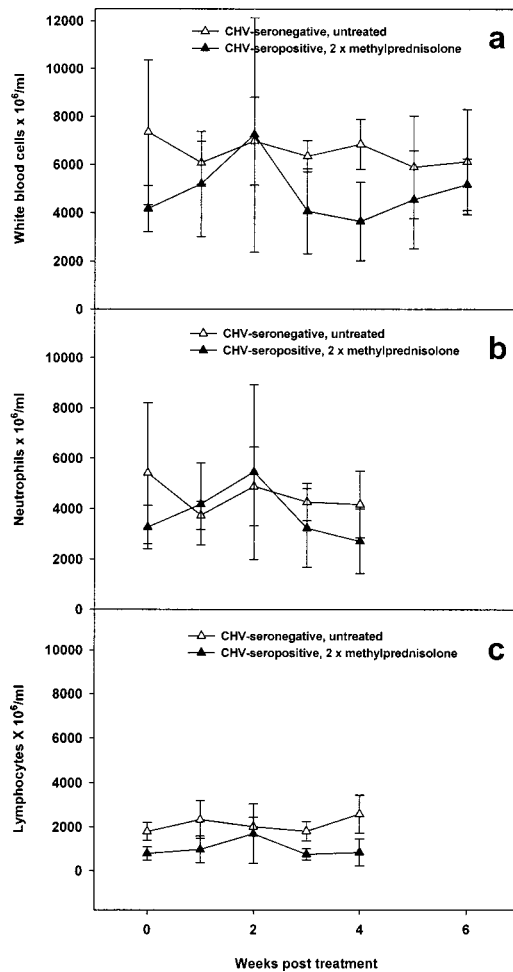 a
CHV-seronegative, untreated
CHV-seropositive, 2 x methylprednisolone
White blood cells x 10⁶/ml
12000
10000
8000
6000
4000
2000
0
b
CHV-seronegative, untreated
CHV-seropositive, 2 x methylprednisolone
Neutrophils x 10⁶/ml
10000
8000
6000
4000
2000
0
c
CHV-seronegative, untreated
CHV-seropositive, 2 x methylprednisolone
Lymphocytes X 10⁶/ml
10000
8000
6000
4000
2000
0
0 2 4 6
Weeks post treatment